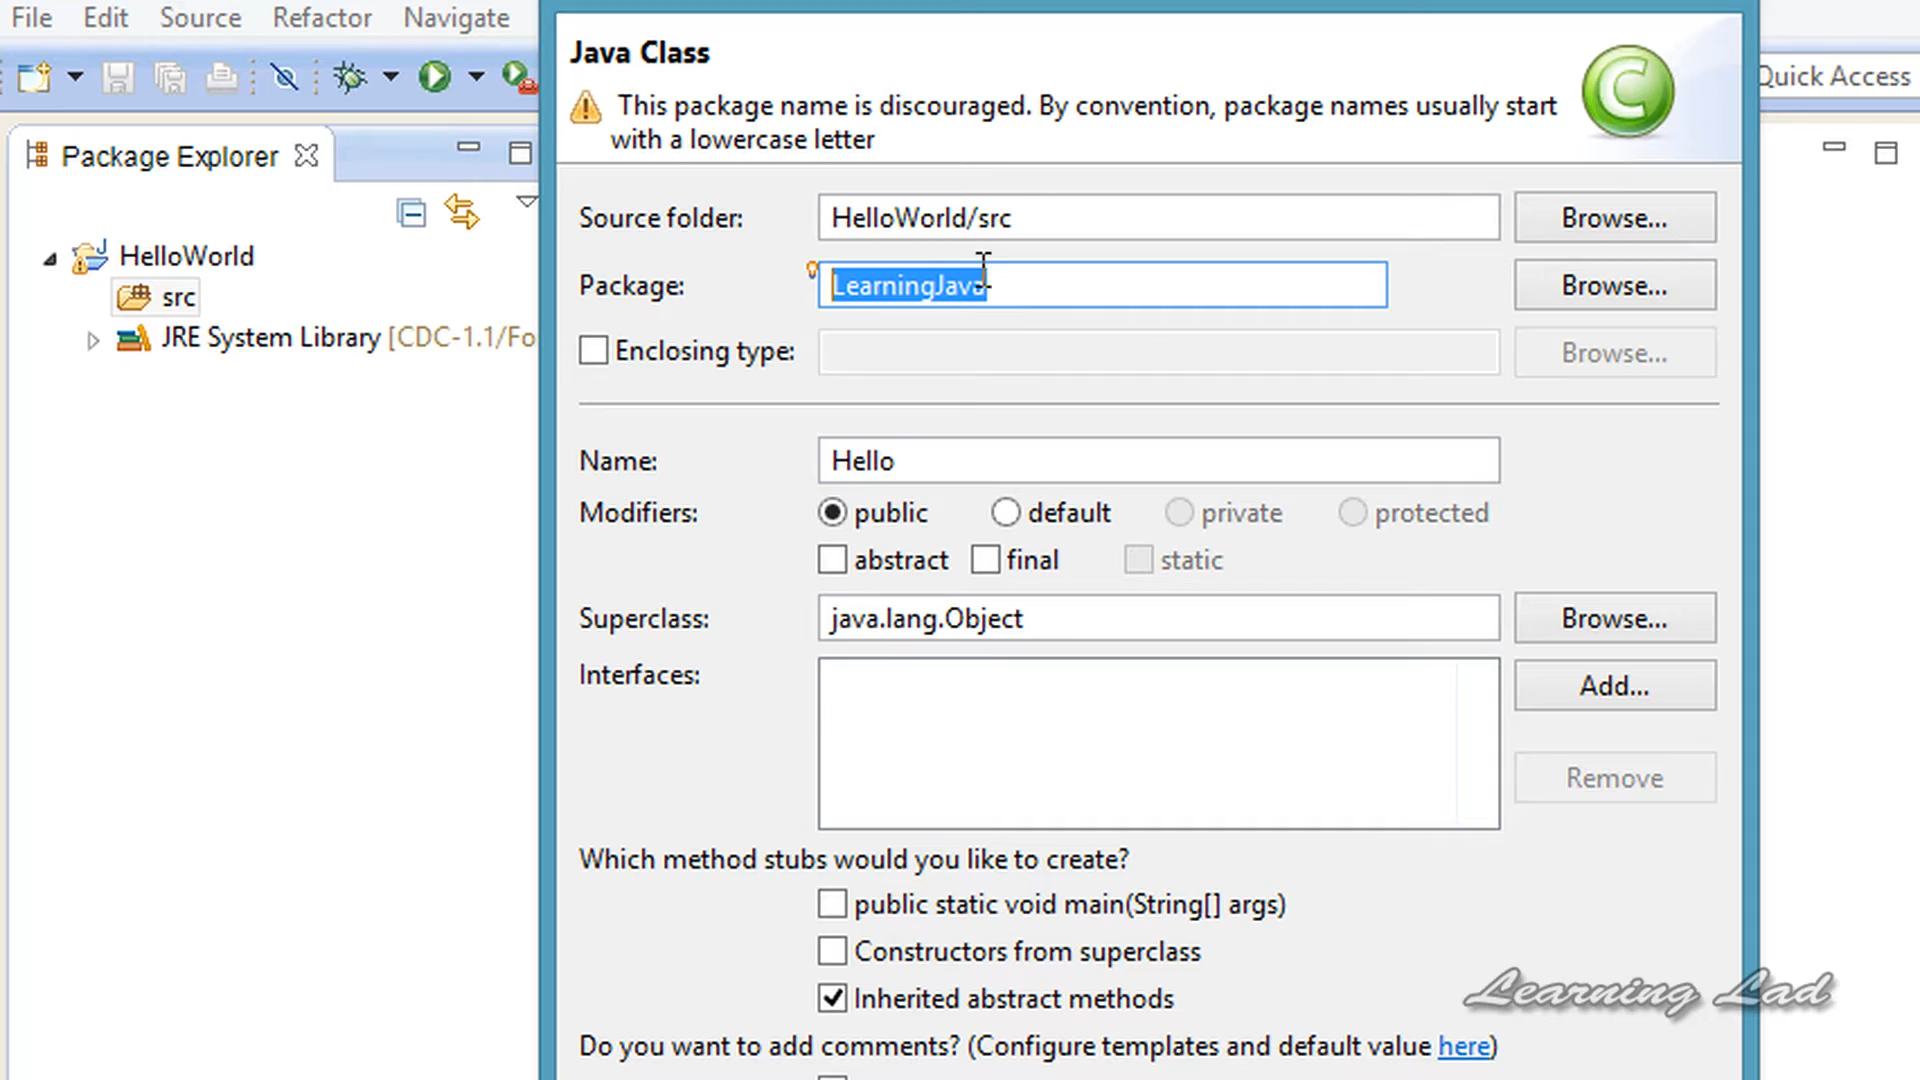 File Edit Source Refactor Navigate
Quick Access
Package Explorer
HelloWorld
src
JRE System Library [CDC-1.1/Fo
Java Class
This package name is discouraged. By convention, package names usually start
with a lowercase letter
C
Source folder: HelloWorld/src Browse...
Package: LearningJava Browse...
Enclosing type: Browse...
Name: Hello
Modifiers: public default private protected
abstract final static
Superclass: java.lang.Object Browse...
Interfaces: Add...
Remove
Which method stubs would you like to create?
public static void main(String[] args)
Constructors from superclass
Inherited abstract methods
Do you want to add comments? (Configure templates and default value here)
Learning Lad